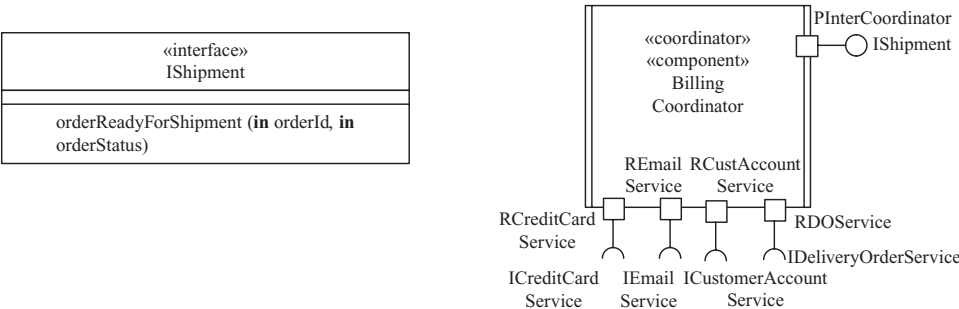 «interface»
IShipment
orderReadyForShipment (in orderId, in
orderStatus)
PInterCoordinator
IShipment
«coordinator»
«component»
Billing
Coordinator
REmail
Service
RCustAccount
Service
RCreditCard
Service
RDOService
IDeliveryOrderService
ICreditCard
Service
IEmail
Service
ICustomerAccount
Service